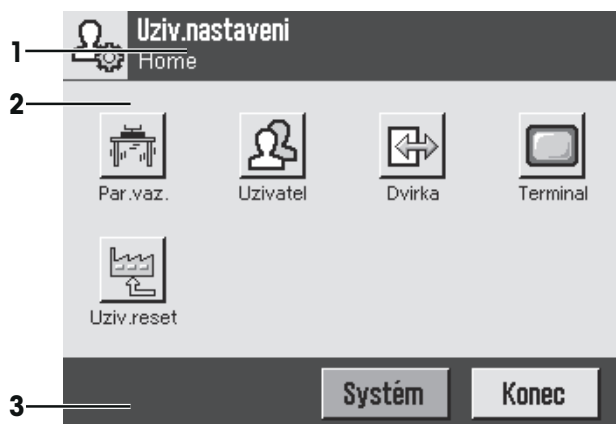 Uziv.nastaveni
1
Home
2
Par.vaz.
Uzivatel
Dvirka
Terminal
Uziv.reset
3
Systém
Konec